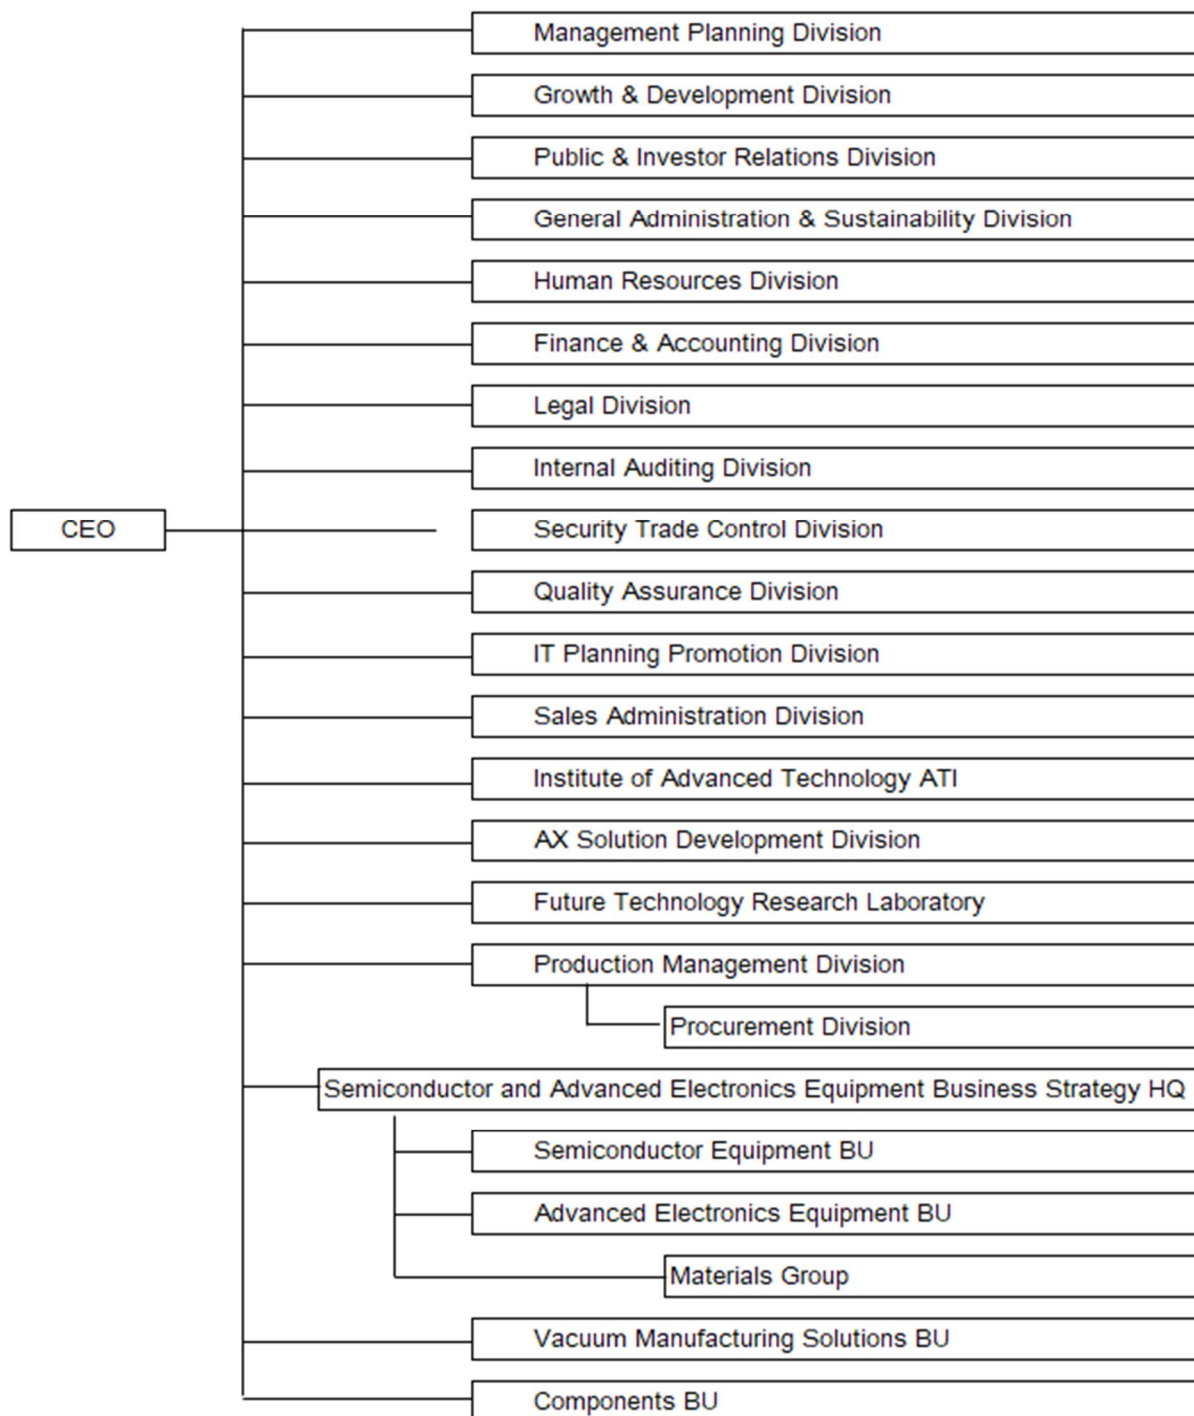 Management Planning Division
Growth & Development Division
Public & Investor Relations Division
General Administration & Sustainability Division
Human Resources Division
Finance & Accounting Division
Legal Division
Internal Auditing Division
CEO
Security Trade Control Division
Quality Assurance Division
IT Planning Promotion Division
Sales Administration Division
Institute of Advanced Technology ATI
AX Solution Development Division
Future Technology Research Laboratory
Production Management Division
Procurement Division
Semiconductor and Advanced Electronics Equipment Business Strategy HQ
Semiconductor Equipment BU
Advanced Electronics Equipment BU
Materials Group
Vacuum Manufacturing Solutions BU
Components BU